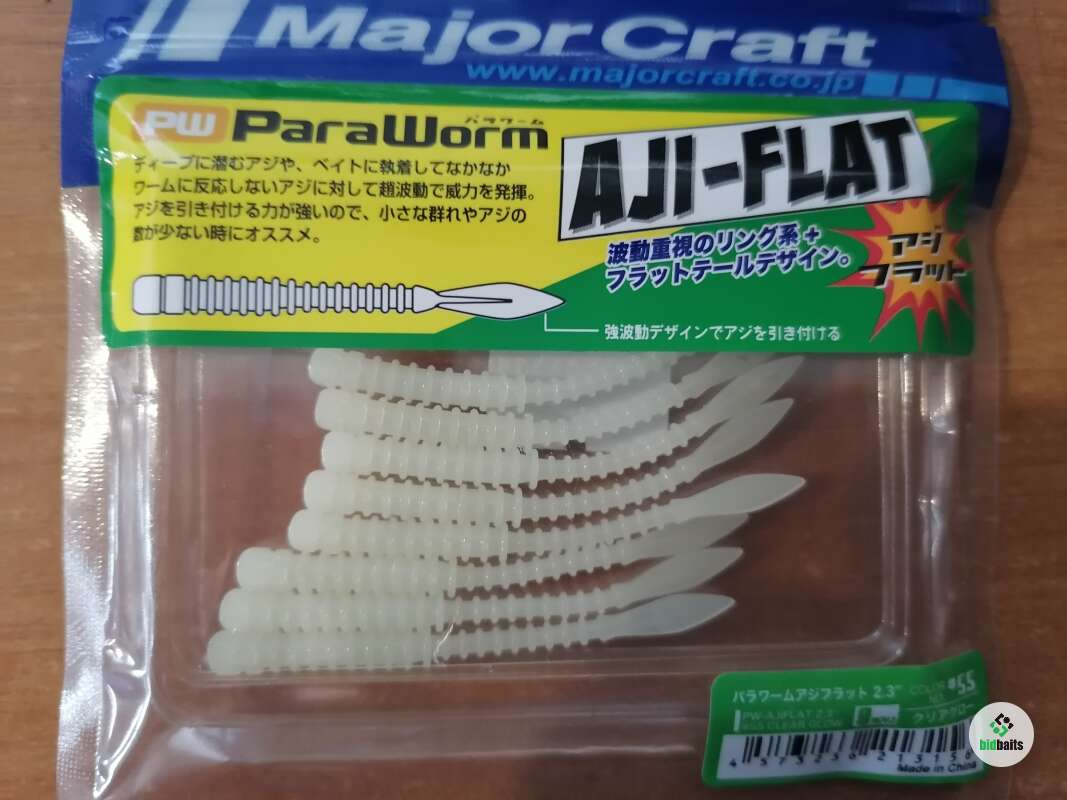 Major Craft
www.majorcraft.co.jp
PW ParaWorm
パラワーム
AJI-FLAT
ディープに潜むアジや、ベイトに執着してなかなか
ワームに反応しないアジに対して趙波動で威力を発揮。
アジを引き付ける力が強いので、小さな群れやアジの
数が少ない時にオススメ。
波動重視のリング系+
フラットテールデザイン。
アジ
フラット
強波動デザインでアジを引き付ける
パラワームアジフラット 2.3"
COLOR
#55
PW-AJIFLAT 2.3"
クリアグロー
Made in China
bidbaits